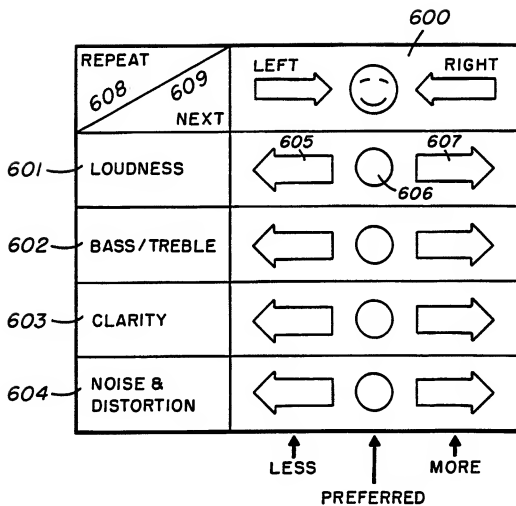 600
REPEAT
608
609
NEXT
LEFT
RIGHT
601
LOUDNESS
605
606
607
602
BASS/TREBLE
603
CLARITY
604
NOISE &
DISTORTION
LESS
MORE
PREFERRED